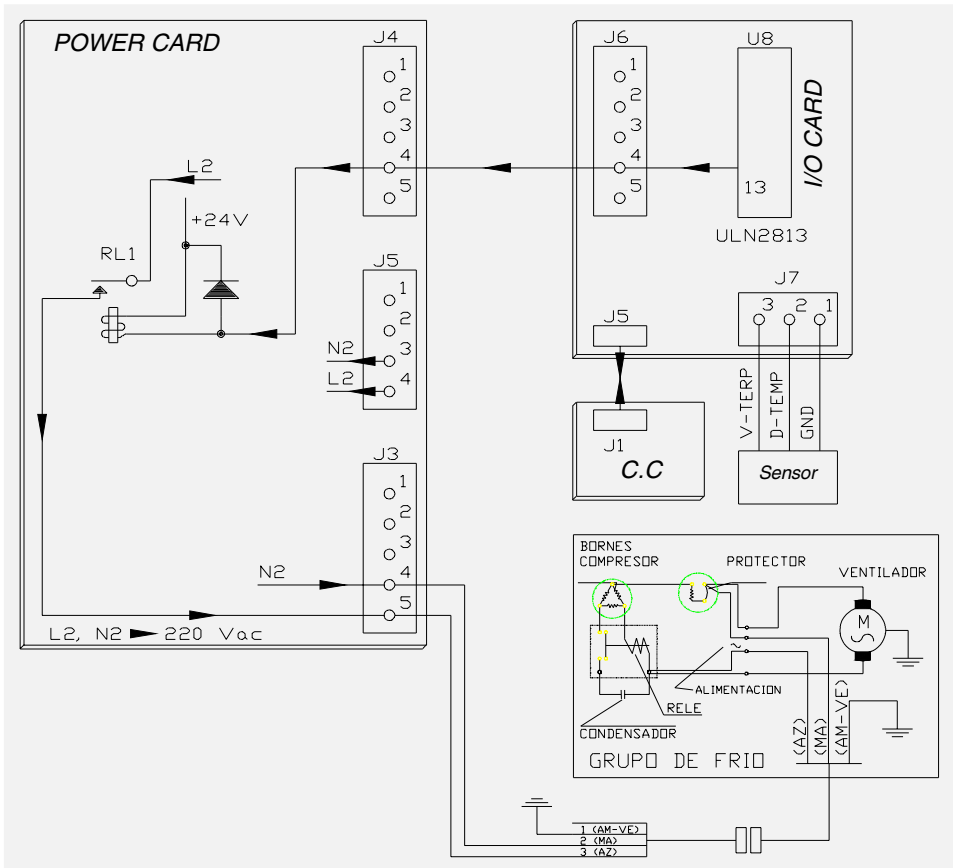 POWER CARD
J4
1
2
3
4
5
L2
+24V
RL1
J5
1
2
3
4
N2
L2
J3
1
2
3
4
5
N2
L2, N2 220 Vac
J6
1
2
3
4
5
U8
13
I/O CARD
ULN2813
J7
3 2 1
J5
J1
C.C
V-TERP
D-TEMP
GND
Sensor
BORNES
COMPRESOR
PROTECTOR
VENTILADOR
M
~
ALIMENTACION
RELE
CONDENSADOR
GRUPO DE FRIO
(AZ)
(MA)
(AM-VE)
1 (AM-VE)
2 (MA)
3 (AZ)